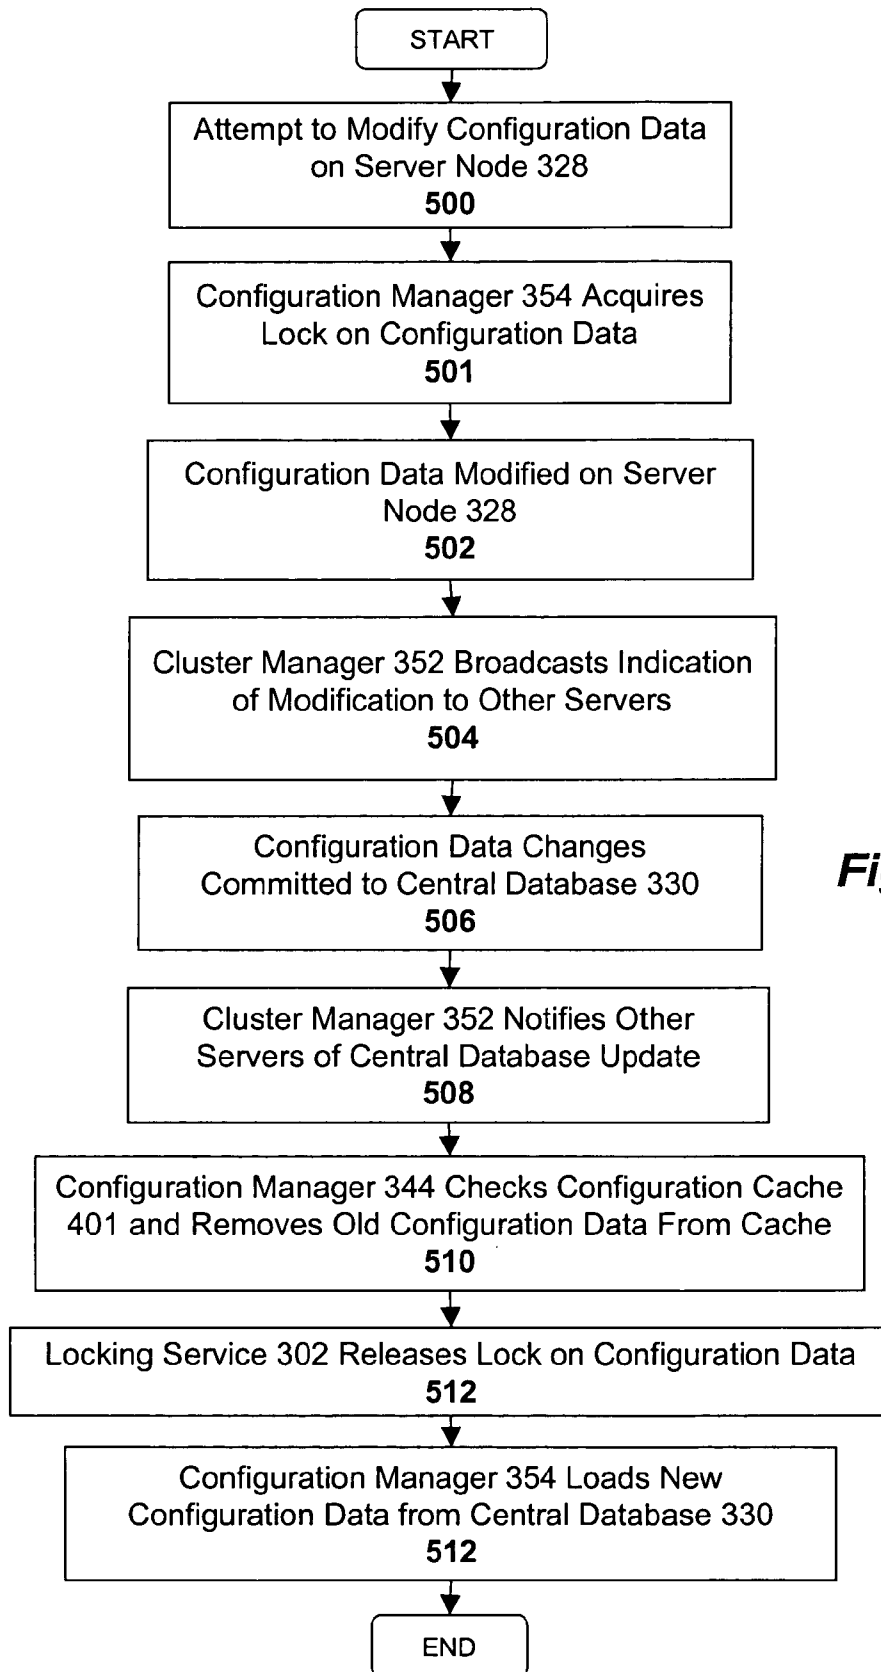 START
Attempt to Modify Configuration Data
on Server Node 328
500
Configuration Manager 354 Acquires
Lock on Configuration Data
501
Configuration Data Modified on Server
Node 328
502
Cluster Manager 352 Broadcasts Indication
of Modification to Other Servers
504
Configuration Data Changes
Committed to Central Database 330
506
Cluster Manager 352 Notifies Other
Servers of Central Database Update
508
Configuration Manager 344 Checks Configuration Cache
401 and Removes Old Configuration Data From Cache
510
Locking Service 302 Releases Lock on Configuration Data
512
Configuration Manager 354 Loads New
Configuration Data from Central Database 330
512
END